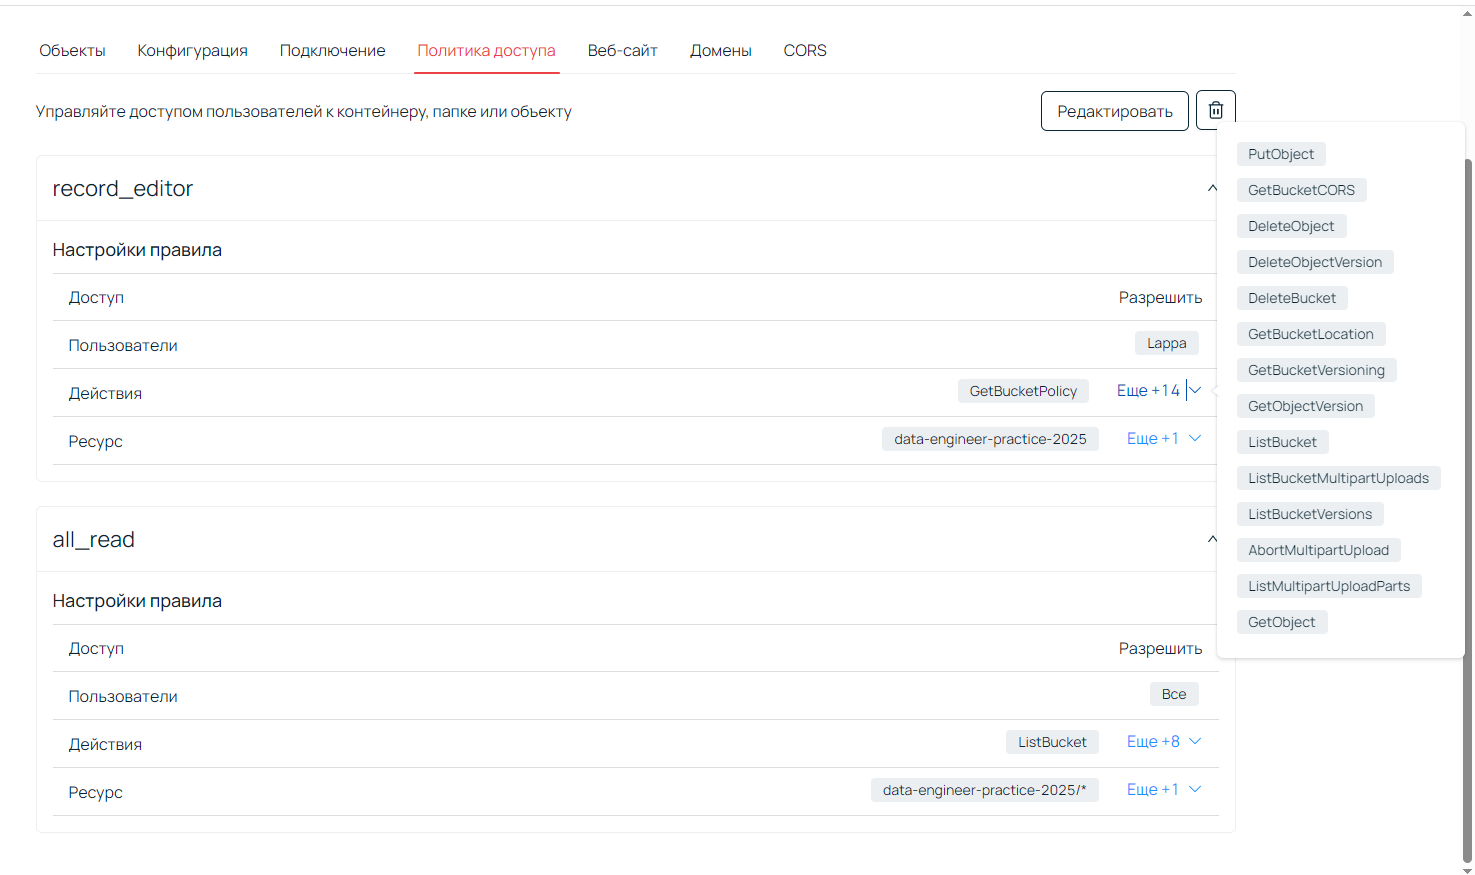 Объекты Конфигурация Подключение Политика доступа Веб-сайт Домены CORS
Управляйте доступом пользователей к контейнеру, папке или объекту Редактировать
record_editor
Настройки правила
Доступ Разрешить
Пользователи Lappa
Действия GetBucketPolicy Еще +14
Ресурс data-engineer-practice-2025 Еще +1
all_read
Настройки правила
Доступ Разрешить
Пользователи Все
Действия ListBucket Еще +8
Ресурс data-engineer-practice-2025/* Еще +1
PutObject
GetBucketCORS
DeleteObject
DeleteObjectVersion
DeleteBucket
GetBucketLocation
GetBucketVersioning
GetObjectVersion
ListBucket
ListBucketMultipartUploads
ListBucketVersions
AbortMultipartUpload
ListMultipartUploadParts
GetObject